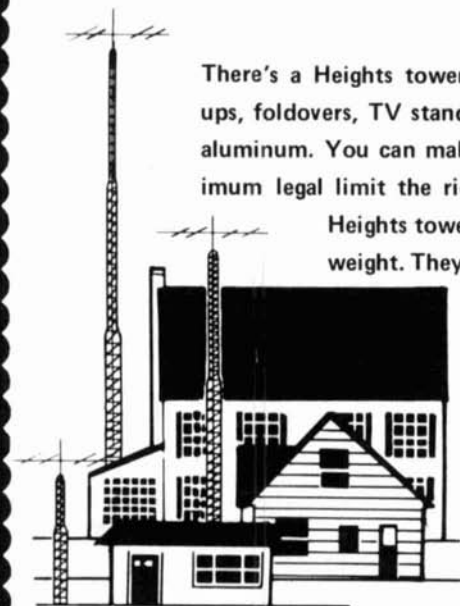 There's a Heights tower
ups, foldovers, TV stand
aluminum. You can mal
imum legal limit the ri
Heights towe
weight. They